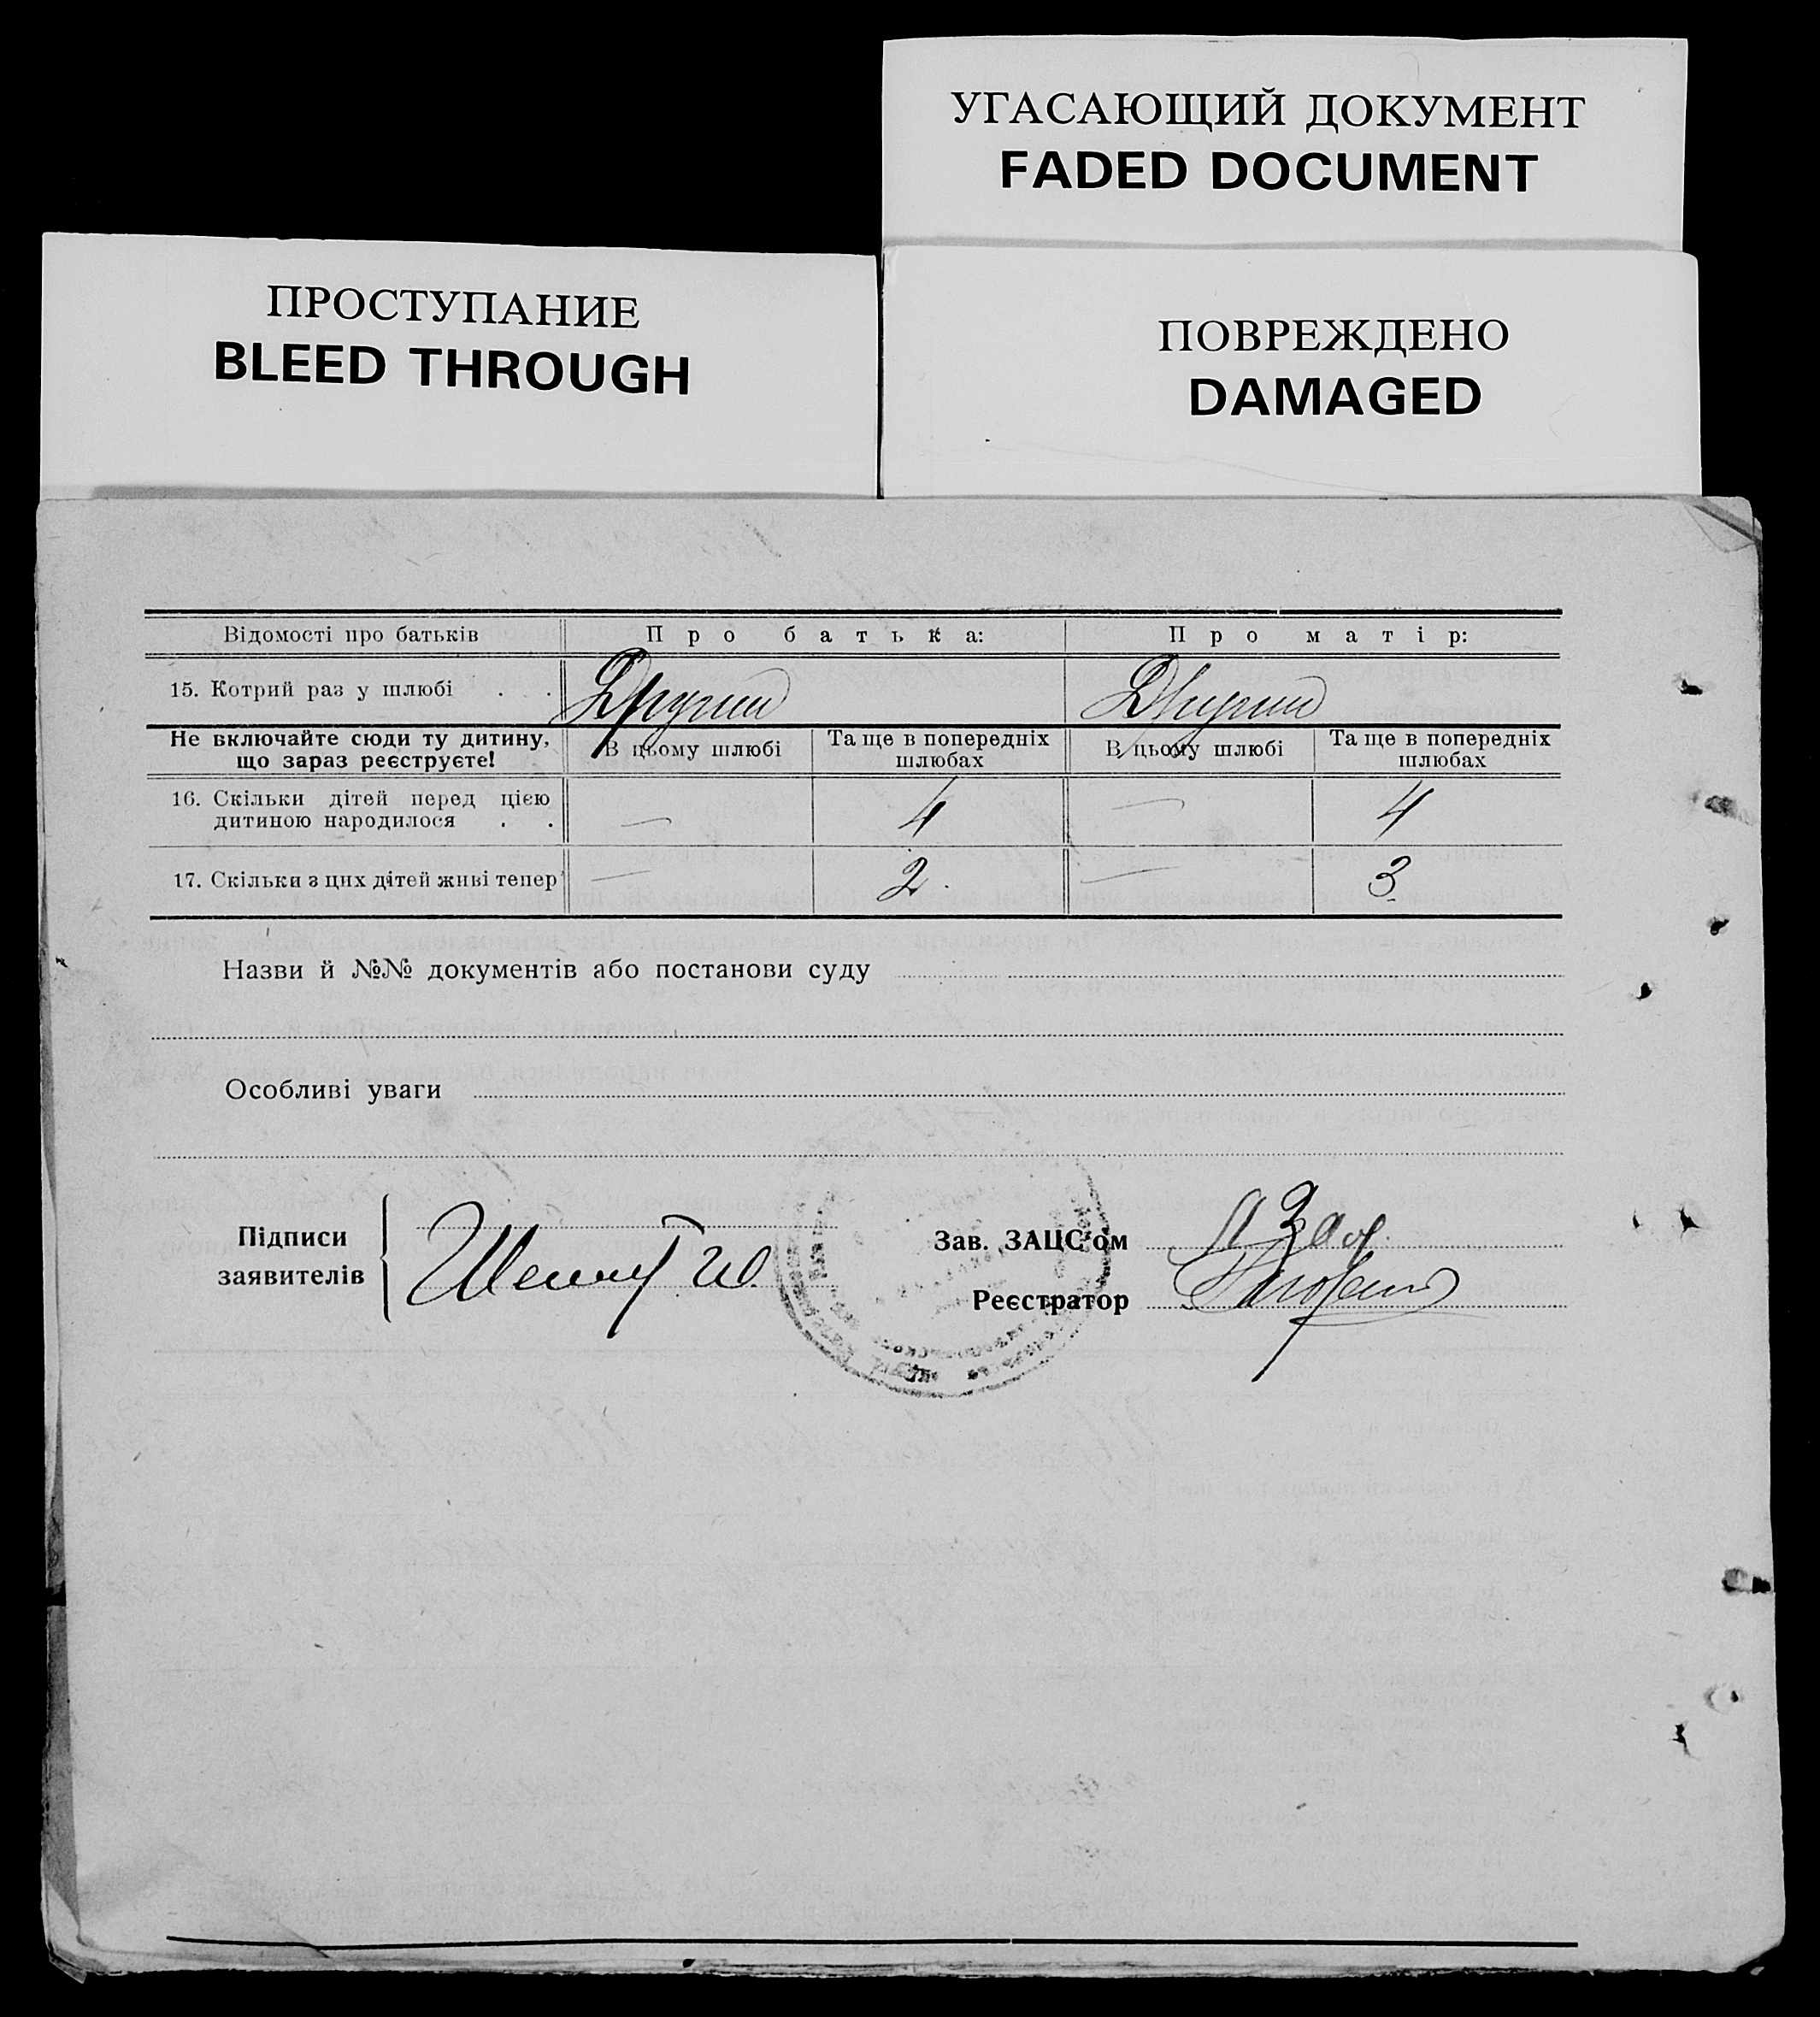 УГАСАЮЩИЙ ДОКУМЕНТ
FADED DOCUMENT
ПРОСТУПАНИЕ
BLEED THROUGH
ПОВРЕЖДЕНО
DAMAGED
Відомості про батьків Про батька: Про матір:
15. Котрий раз у шлюбі . . Другий Другий
Не включайте сюди ту дитину, що зараз реєструєте! В цьому шлюбі Та ще в попередніх шлюбах В цьому шлюбі Та ще в попередніх шлюбах
16. Скільки дітей перед цією дитиною народилося . . — 4 — 4
17. Скільки з цих дітей живі тепер — 2. — 3
Назви й №№ документів або постанови суду
Особливі уваги
Підписи заявителів
Зав. ЗАЦС'ом
Реєстратор